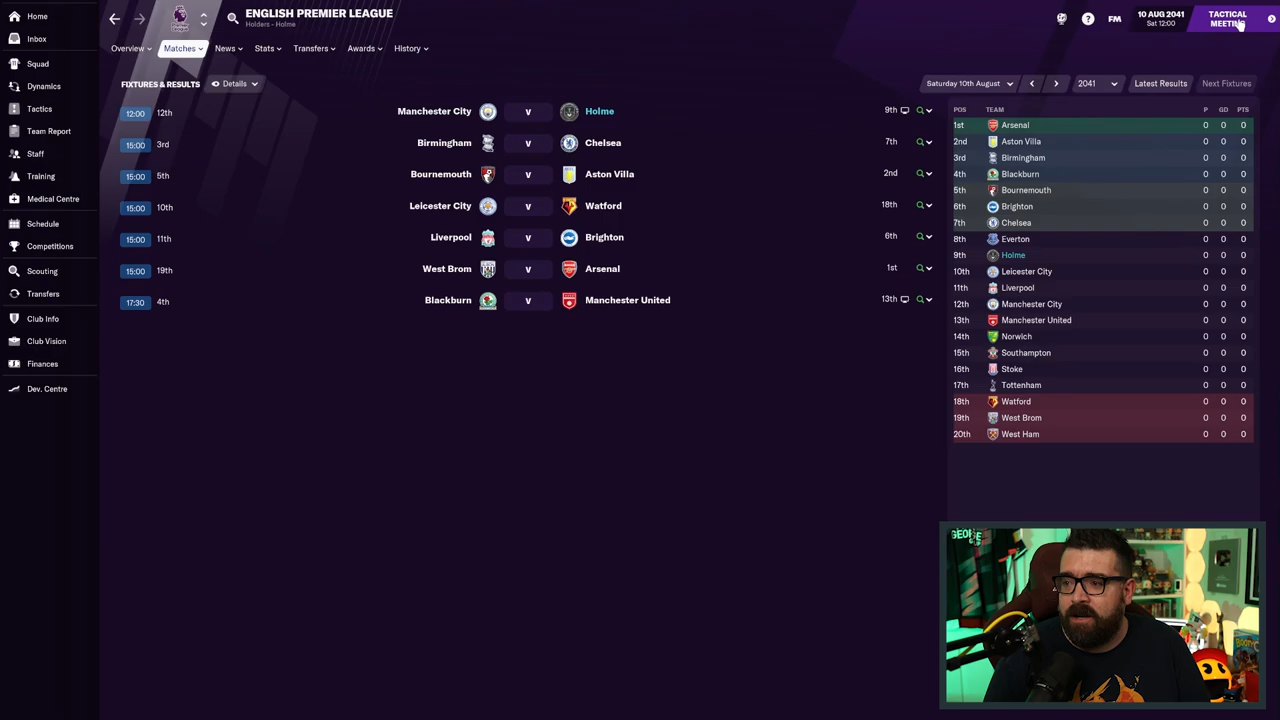 Home
Inbox
Squad
Dynamics
Tactics
Team Report
Staff
Training
Medical Centre
Schedule
Competitions
Scouting
Transfers
Club Info
Club Vision
Finances
Dev. Centre
ENGLISH PREMIER LEAGUE
Holders - Holme
FM
10 AUG 2041
Sat 12:00
TACTICAL
MEETING
Overview
Matches
News
Stats
Transfers
Awards
History
FIXTURES & RESULTS
Details
Saturday 10th August
2041
Latest Results
Next Fixtures
12:00 12th Manchester City v Holme 9th
15:00 3rd Birmingham v Chelsea 7th
15:00 5th Bournemouth v Aston Villa 2nd
15:00 10th Leicester City v Watford 18th
15:00 11th Liverpool v Brighton 6th
15:00 19th West Brom v Arsenal 1st
17:30 4th Blackburn v Manchester United 13th
POS TEAM P GD PTS
1st Arsenal 0 0 0
2nd Aston Villa 0 0 0
3rd Birmingham 0 0 0
4th Blackburn 0 0 0
5th Bournemouth 0 0 0
6th Brighton 0 0 0
7th Chelsea 0 0 0
8th Everton 0 0 0
9th Holme 0 0 0
10th Leicester City 0 0 0
11th Liverpool 0 0 0
12th Manchester City 0 0 0
13th Manchester United 0 0 0
14th Norwich 0 0 0
15th Southampton 0 0 0
16th Stoke 0 0 0
17th Tottenham 0 0 0
18th Watford 0 0 0
19th West Brom 0 0 0
20th West Ham 0 0 0
GEORGE